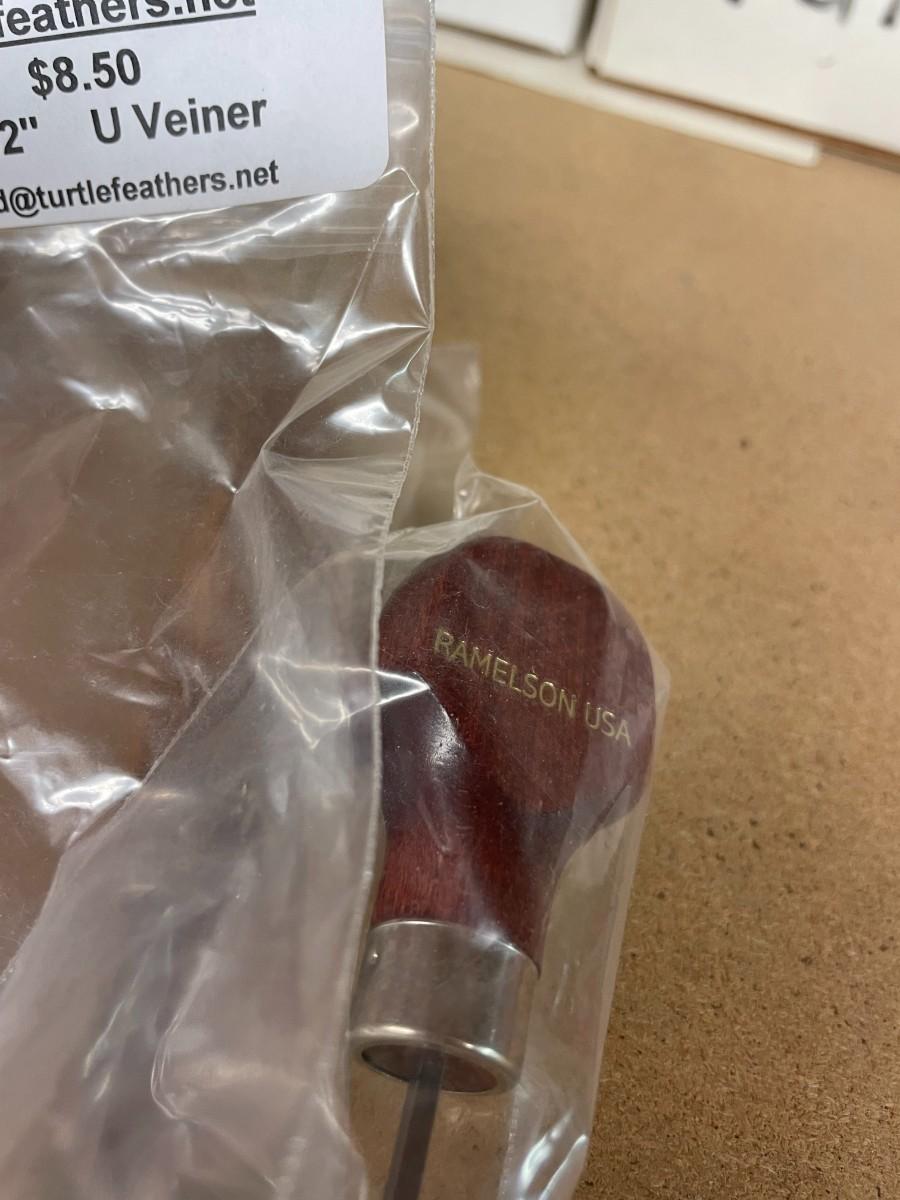 feathers.net
$8.50
2" U Veiner
d@turtlefeathers.net
RAMELSON USA